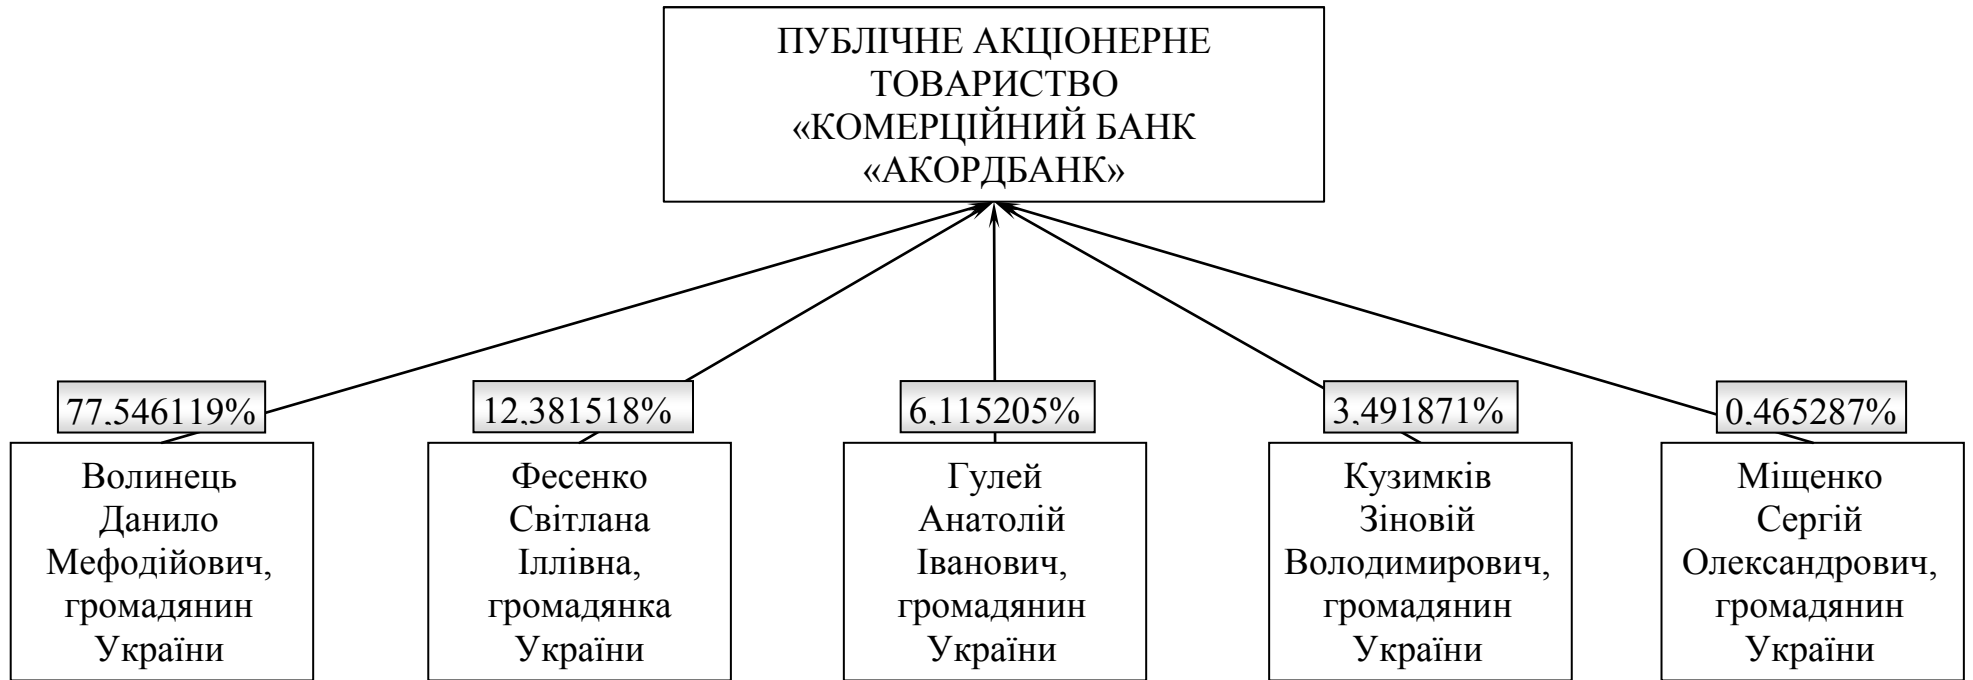 ПУБЛІЧНЕ АКЦІОНЕРНЕ
ТОВАРИСТВО
«КОМЕРЦІЙНИЙ БАНК
«АКОРДБАНК»
77,546119%
12,381518%
6,115205%
3,491871%
0,465287%
Волинець
Данило
Мефодійович,
громадянин
України
Фесенко
Світлана
Іллівна,
громадянка
України
Гулей
Анатолій
Іванович,
громадянин
України
Кузимків
Зіновій
Володимирович,
громадянин
України
Міщенко
Сергій
Олександрович,
громадянин
України